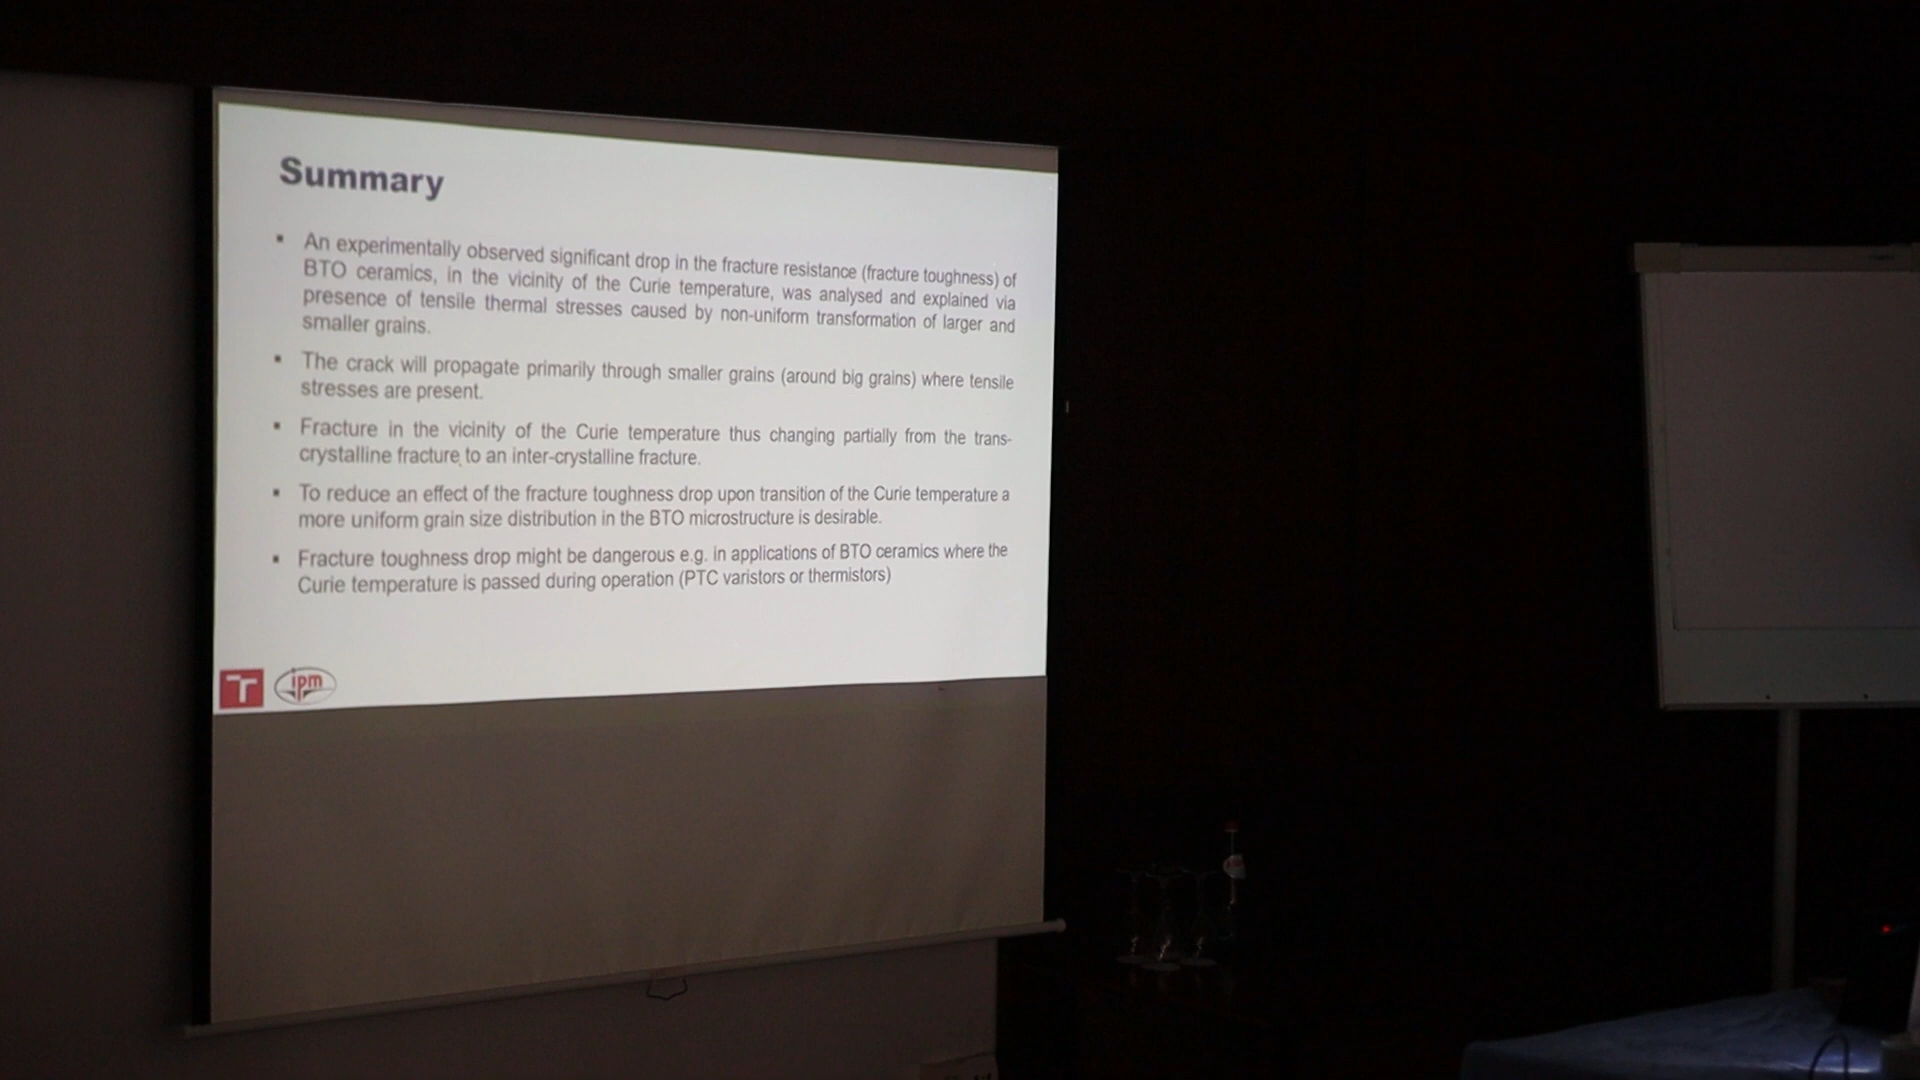 Summary
▪ An experimentally observed significant drop in the fracture resistance (fracture toughness) of
BTO ceramics, in the vicinity of the Curie temperature, was analysed and explained via
presence of tensile thermal stresses caused by non-uniform transformation of larger and
smaller grains.
▪ The crack will propagate primarily through smaller grains (around big grains) where tensile
stresses are present.
▪ Fracture in the vicinity of the Curie temperature thus changing partially from the trans-
crystalline fracture to an inter-crystalline fracture.
▪ To reduce an effect of the fracture toughness drop upon transition of the Curie temperature a
more uniform grain size distribution in the BTO microstructure is desirable.
▪ Fracture toughness drop might be dangerous e.g. in applications of BTO ceramics where the
Curie temperature is passed during operation (PTC varistors or thermistors)
T ipm